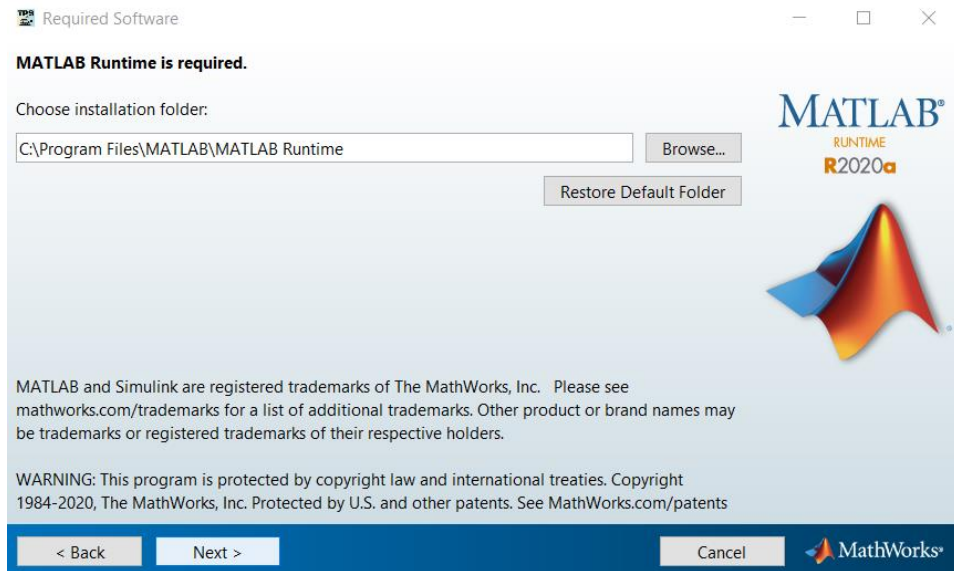 TPS
Required Software
MATLAB Runtime is required.
Choose installation folder:
C:\Program Files\MATLAB\MATLAB Runtime
Browse...
Restore Default Folder
MATLAB®
RUNTIME
R2020a
®
MATLAB and Simulink are registered trademarks of The MathWorks, Inc.   Please see
mathworks.com/trademarks for a list of additional trademarks. Other product or brand names may
be trademarks or registered trademarks of their respective holders.
WARNING: This program is protected by copyright law and international treaties. Copyright
1984-2020, The MathWorks, Inc. Protected by U.S. and other patents. See MathWorks.com/patents
< Back
Next >
Cancel
MathWorks®